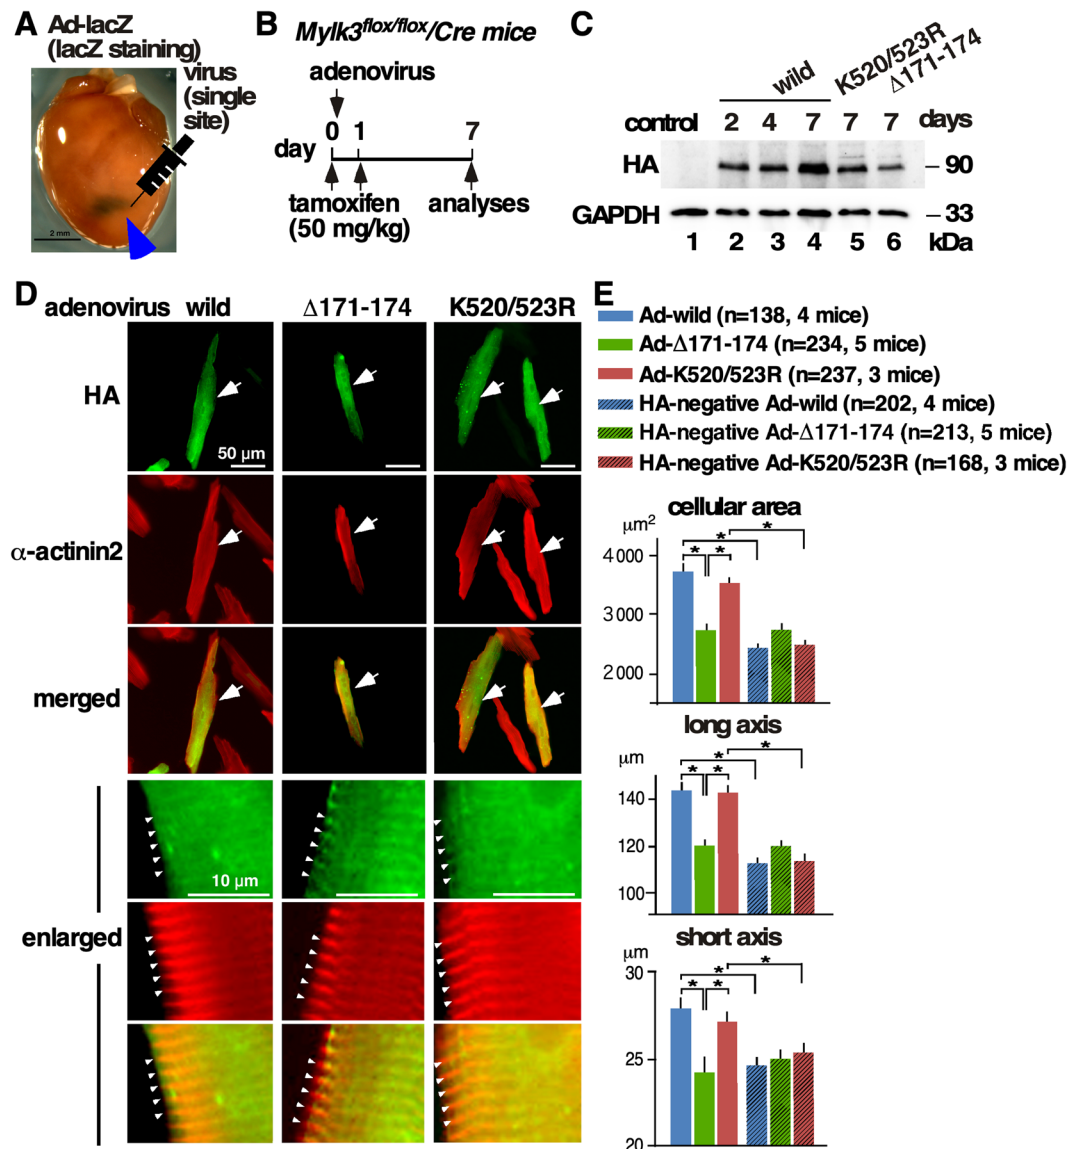 A
Ad-lacZ
(lacZ staining)
virus
(single
site)
2 mm
B
Mylk3flox/flox/Cre mice
adenovirus
0 1 7
day
tamoxifen
(50 mg/kg)
analyses
C
wild
K520/523R
Δ171-174
control 2 4 7 7 7 days
HA – 90
GAPDH – 33
1 2 3 4 5 6 kDa
D
adenovirus wild Δ171-174 K520/523R
HA
50 µm
α-actinin2
merged
10 µm
enlarged
E
Ad-wild (n=138, 4 mice)
Ad-Δ171-174 (n=234, 5 mice)
Ad-K520/523R (n=237, 3 mice)
HA-negative Ad-wild (n=202, 4 mice)
HA-negative Ad-Δ171-174 (n=213, 5 mice)
HA-negative Ad-K520/523R (n=168, 3 mice)
cellular area
µm2
* * * *
4000
3000
2000
long axis
µm
* * * *
140
120
100
short axis
µm
* * * *
30
25
20